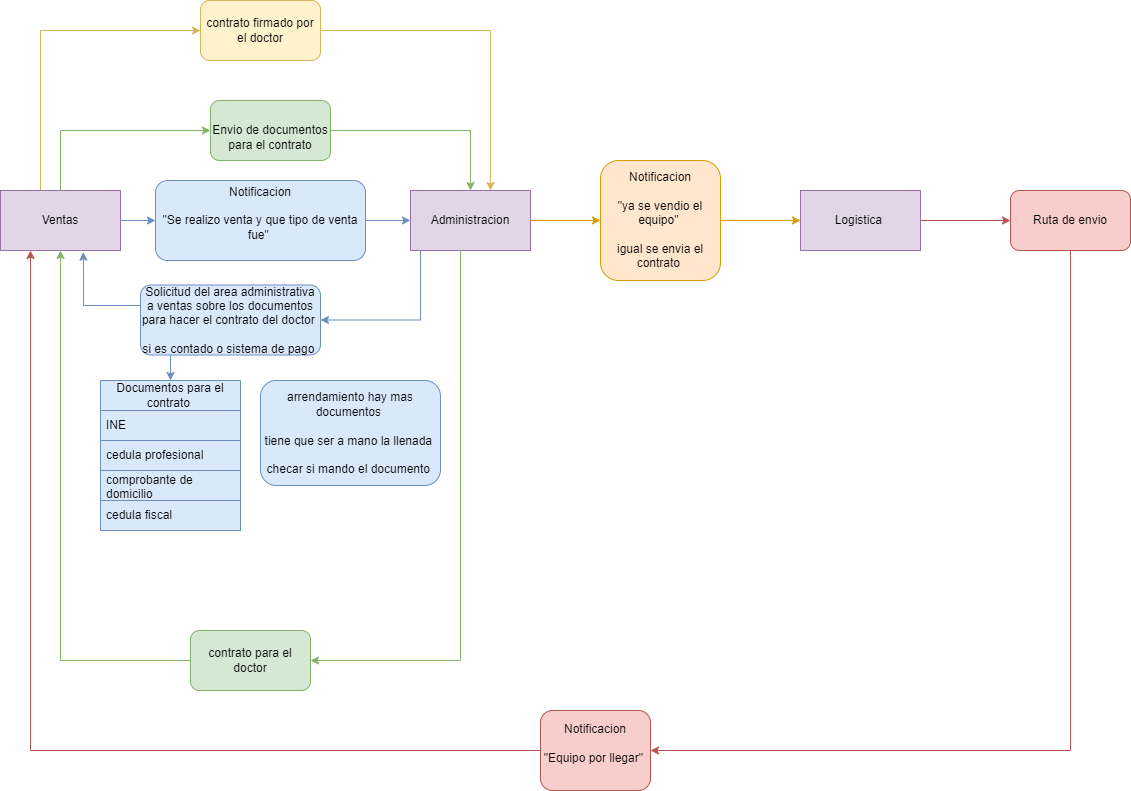 contrato firmado por
el doctor
Envio de documentos
para el contrato
Ventas
Notificacion
"Se realizo venta y que tipo de venta
fue"
Administracion
Notificacion
"ya se vendio el
equipo"
igual se envia el
contrato
Logistica
Ruta de envio
Solicitud del area administrativa
a ventas sobre los documentos
para hacer el contrato del doctor
si es contado o sistema de pago
Documentos para el
contrato
INE
cedula profesional
comprobante de
domicilio
cedula fiscal
arrendamiento hay mas
documentos
tiene que ser a mano la llenada
checar si mando el documento
contrato para el
doctor
Notificacion
"Equipo por llegar"